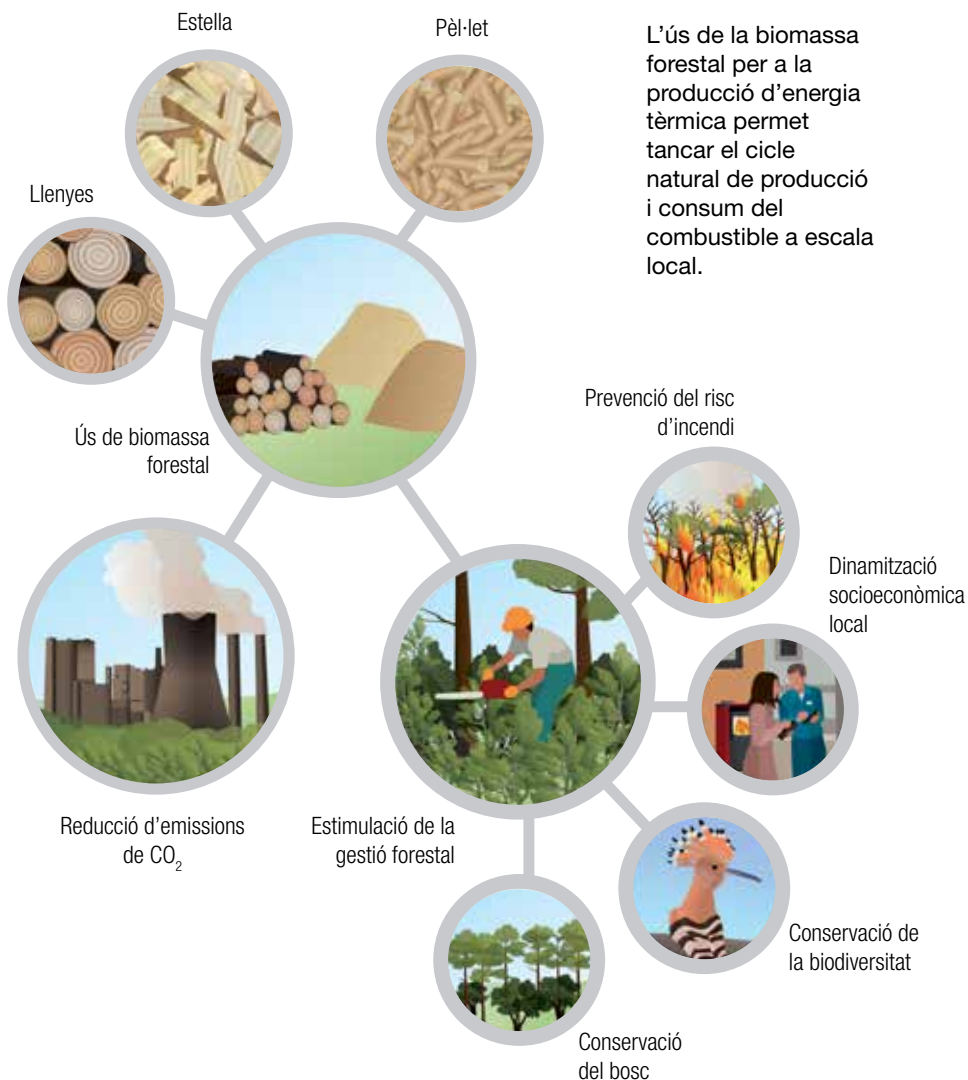 Estella
Pèl·let
L'ús de la biomassa
forestal per a la
producció d'energia
tèrmica permet
tancar el cicle
natural de producció
i consum del
combustible a escala
local.
Llenyes
Ús de biomassa
forestal
Prevenció del risc
d'incendi
Dinamització
socioeconòmica
local
Reducció d'emissions
de CO₂
Estimulació de la
gestió forestal
Conservació de
la biodiversitat
Conservació
del bosc